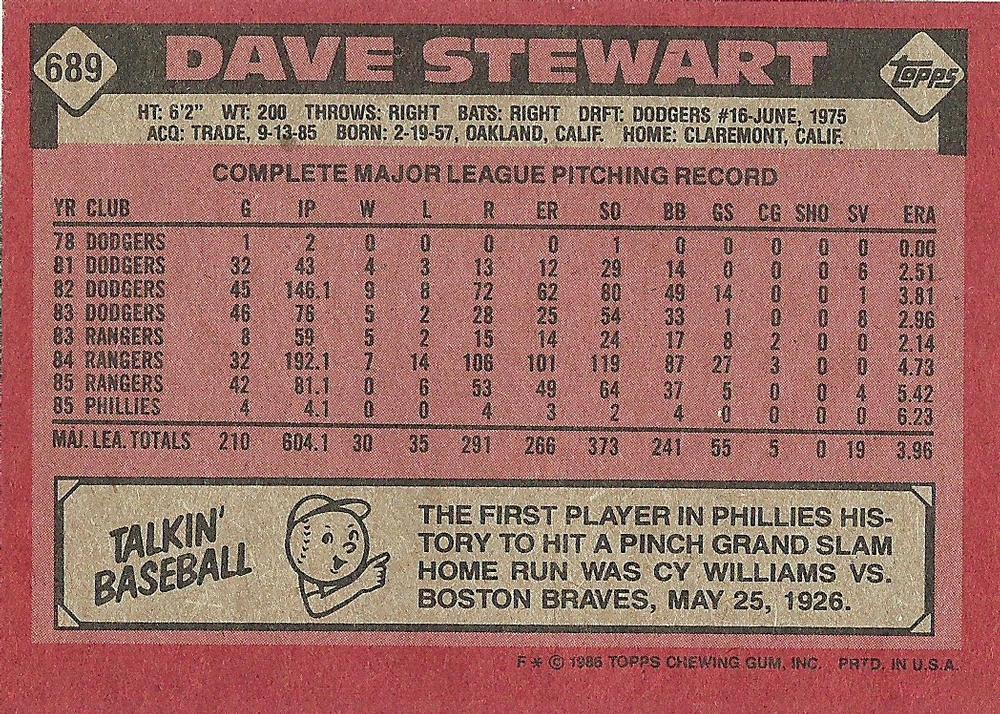 689 DAVE STEWART Topps
HT: 6'2" WT: 200 THROWS: RIGHT BATS: RIGHT DRFT: DODGERS #16-JUNE, 1975
ACQ: TRADE, 9-13-85 BORN: 2-19-57, OAKLAND, CALIF. HOME: CLAREMONT, CALIF.
COMPLETE MAJOR LEAGUE PITCHING RECORD
YR CLUB G IP W L R ER SO BB GS CG SHO SV ERA
78 DODGERS 1 2 0 0 0 0 1 0 0 0 0 0 0.00
81 DODGERS 32 43 4 3 13 12 29 14 0 0 0 6 2.51
82 DODGERS 45 146.1 9 8 72 62 80 49 14 0 0 1 3.81
83 DODGERS 46 76 5 2 28 25 54 33 1 0 0 8 2.96
83 RANGERS 8 59 5 2 15 14 24 17 8 2 0 0 2.14
84 RANGERS 32 192.1 7 14 106 101 119 87 27 3 0 0 4.73
85 RANGERS 42 81.1 0 6 53 49 64 37 5 0 0 4 5.42
85 PHILLIES 4 4.1 0 0 4 3 2 4 0 0 0 0 6.23
MAJ. LEA. TOTALS 210 604.1 30 35 291 266 373 241 55 5 0 19 3.96
TALKIN'
BASEBALL
THE FIRST PLAYER IN PHILLIES HIS-
TORY TO HIT A PINCH GRAND SLAM
HOME RUN WAS CY WILLIAMS VS.
BOSTON BRAVES, MAY 25, 1926.
F * © 1986 TOPPS CHEWING GUM, INC. PRTD. IN U.S.A.